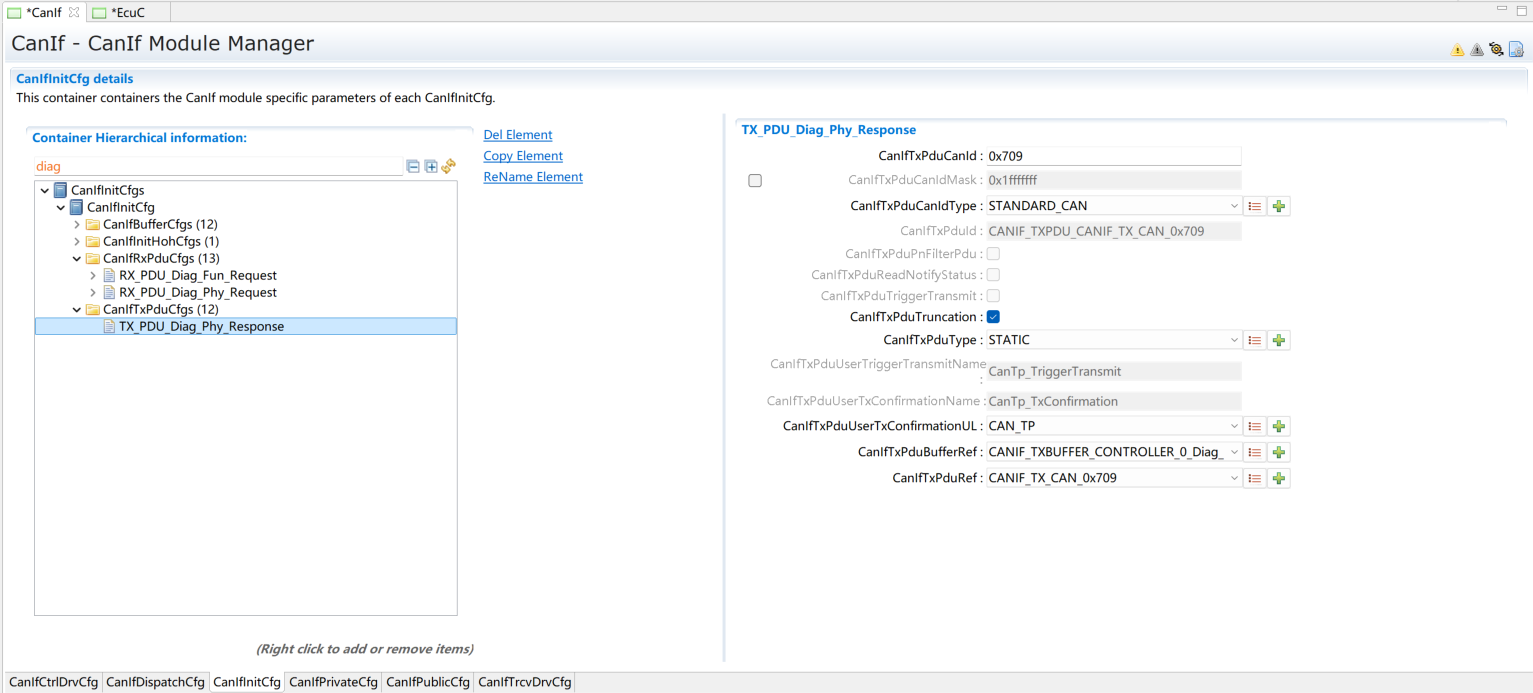 *CanIf
*EcuC
CanIf - CanIf Module Manager
CanIfInitCfg details
This container containers the CanIf module specific parameters of each CanIfInitCfg.
Container Hierarchical information:
diag
CanIfInitCfgs
CanIfInitCfg
CanIfBufferCfgs (12)
CanIfInitHohCfgs (1)
CanIfRxPduCfgs (13)
RX_PDU_Diag_Fun_Request
RX_PDU_Diag_Phy_Request
CanIfTxPduCfgs (12)
TX_PDU_Diag_Phy_Response
(Right click to add or remove items)
Del Element
Copy Element
ReName Element
TX_PDU_Diag_Phy_Response
CanIfTxPduCanId : 0x709
CanIfTxPduCanIdMask : 0x1fffffff
CanIfTxPduCanIdType : STANDARD_CAN
CanIfTxPduId : CANIF_TXPDU_CANIF_TX_CAN_0x709
CanIfTxPduPnFilterPdu :
CanIfTxPduReadNotifyStatus :
CanIfTxPduTriggerTransmit :
CanIfTxPduTruncation :
CanIfTxPduType : STATIC
CanIfTxPduUserTriggerTransmitName : CanTp_TriggerTransmit
CanIfTxPduUserTxConfirmationName : CanTp_TxConfirmation
CanIfTxPduUserTxConfirmationUL : CAN_TP
CanIfTxPduBufferRef : CANIF_TXBUFFER_CONTROLLER_0_Diag_
CanIfTxPduRef : CANIF_TX_CAN_0x709
CanIfCtrlDrvCfg CanIfDispatchCfg CanIfInitCfg CanIfPrivateCfg CanIfPublicCfg CanIfTrcvDrvCfg